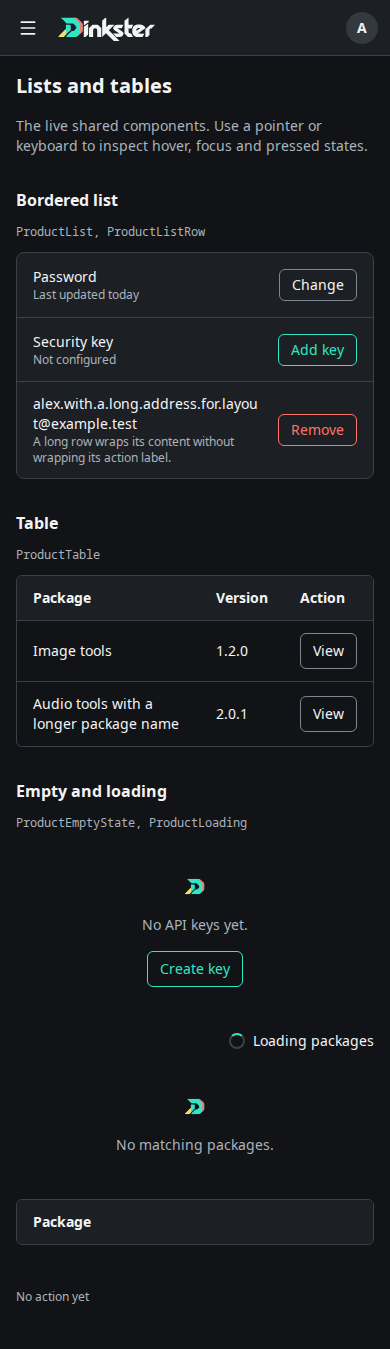 Dinkster
A
Lists and tables
The live shared components. Use a pointer or
keyboard to inspect hover, focus and pressed states.
Bordered list
ProductList, ProductListRow
Password
Last updated today
Change
Security key
Not configured
Add key
alex.with.a.long.address.for.layou
t@example.test
A long row wraps its content without
wrapping its action label.
Remove
Table
ProductTable
Package Version Action
Image tools 1.2.0 View
Audio tools with a
longer package name 2.0.1 View
Empty and loading
ProductEmptyState, ProductLoading
No API keys yet.
Create key
Loading packages
No matching packages.
Package
No action yet